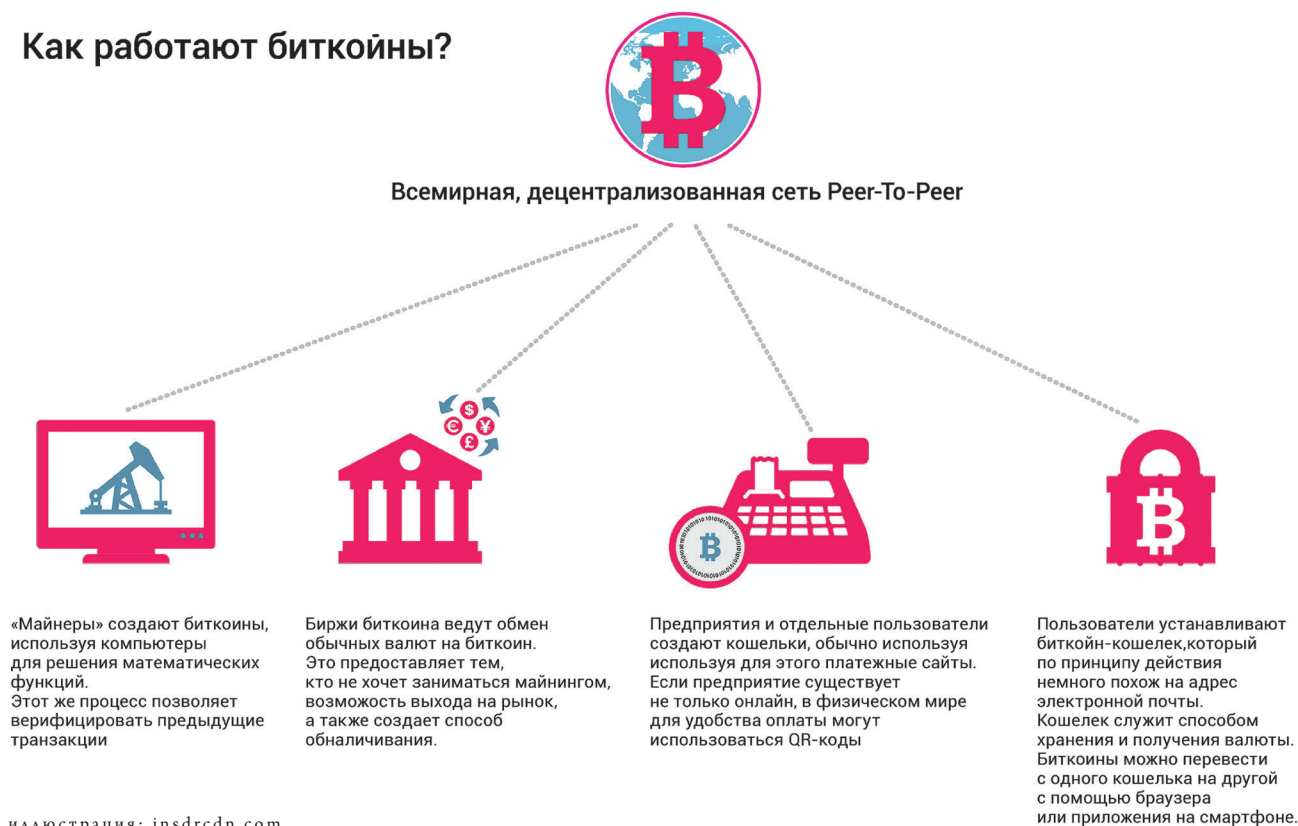 Как работают биткойны?
Всемирная, децентрализованная сеть Peer-To-Peer
«Майнеры» создают биткоины,
используя компьютеры
для решения математических
функций.
Этот же процесс позволяет
верифицировать предыдущие
транзакции
Биржи биткоина ведут обмен
обычных валют на биткоин.
Это предоставляет тем,
кто не хочет заниматься майнингом,
возможность выхода на рынок,
а также создает способ
обналичивания.
Предприятия и отдельные пользователи
создают кошельки, обычно используя
используя для этого платежные сайты.
Если предприятие существует
не только онлайн, в физическом мире
для удобства оплаты могут
использоваться QR-коды
Пользователи устанавливают
биткойн-кошелек,который
по принципу действия
немного похож на адрес
электронной почты.
Кошелек служит способом
хранения и получения валюты.
Биткоины можно перевести
с одного кошелька на другой
с помощью браузера
или приложения на смартфоне.
иллюстрация: insdrcdn.com